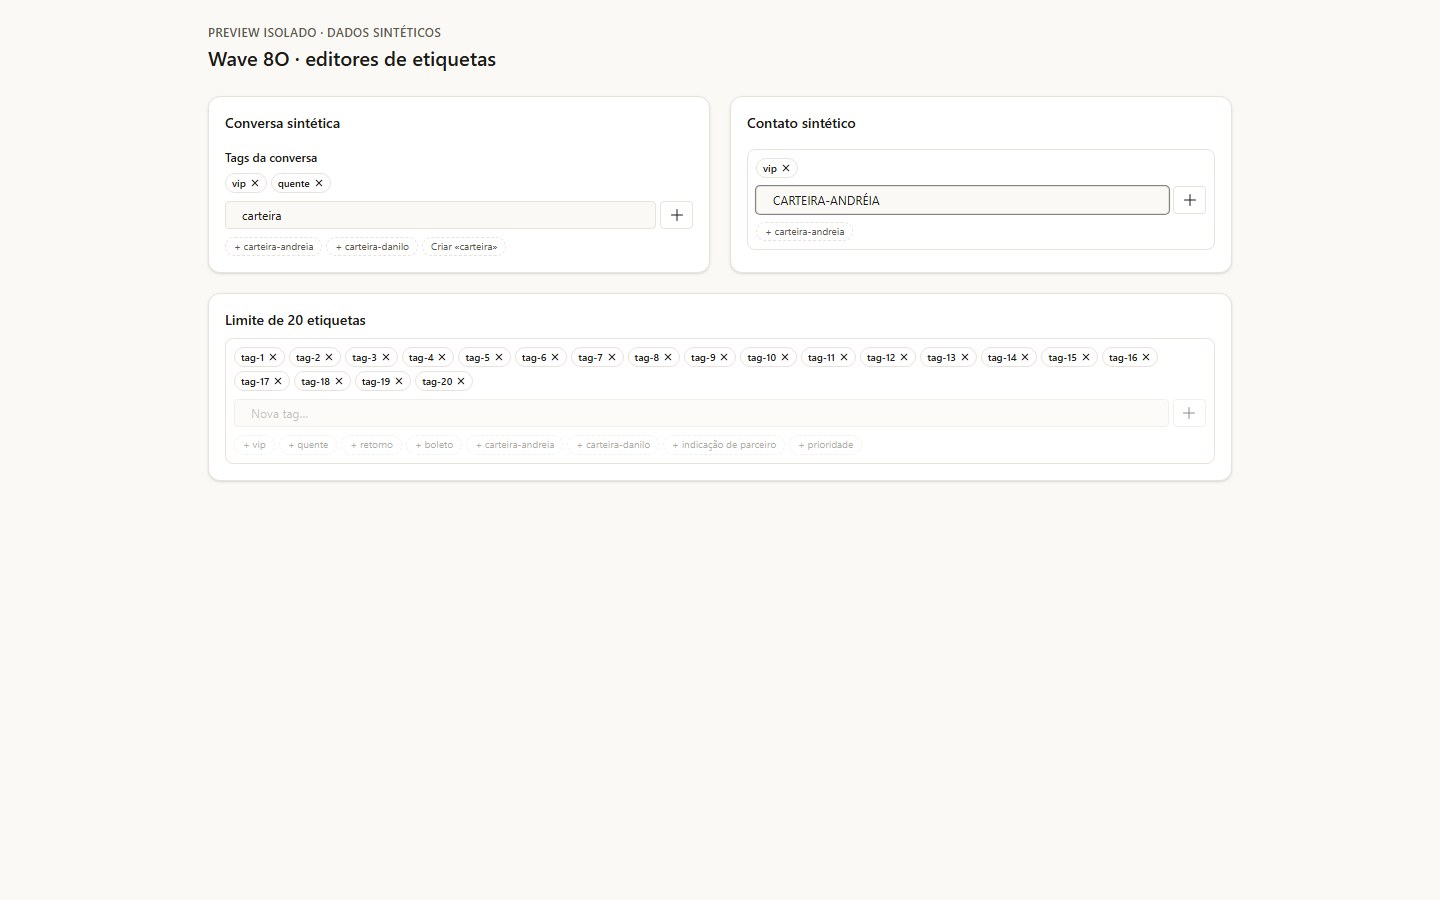 PREVIEW ISOLADO · DADOS SINTÉTICOS
Wave 8O · editores de etiquetas
Conversa sintética
Tags da conversa
vip × quente ×
carteira +
+ carteira-andreia + carteira-danilo Criar «carteira»
Contato sintético
vip ×
CARTEIRA-ANDRÉIA +
+ carteira-andreia
Limite de 20 etiquetas
tag-1 × tag-2 × tag-3 × tag-4 × tag-5 × tag-6 × tag-7 × tag-8 × tag-9 × tag-10 × tag-11 × tag-12 × tag-13 × tag-14 × tag-15 × tag-16 ×
tag-17 × tag-18 × tag-19 × tag-20 ×
Nova tag... +
+ vip + quente + retorno + boleto + carteira-andreia + carteira-danilo + indicação de parceiro + prioridade